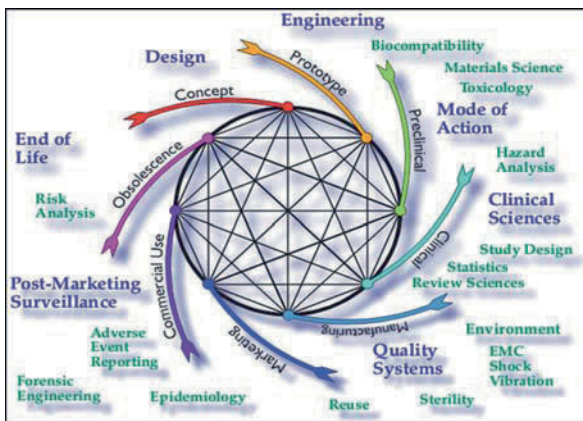 Engineering
Design
Biocompatibility
Prototype
Materials Science
Toxicology
Concept
Preclinical
Mode of
Action
End of
Life
Obsolescence
Hazard
Analysis
Risk
Analysis
Clinical
Sciences
Clinical
Study Design
Statistics
Review Sciences
Post-Marketing
Surveillance
Commercial Use
Manufacturing
Marketing
Environment
Quality
Systems
EMC
Shock
Vibration
Adverse
Event
Reporting
Forensic
Engineering
Epidemiology
Reuse
Sterility